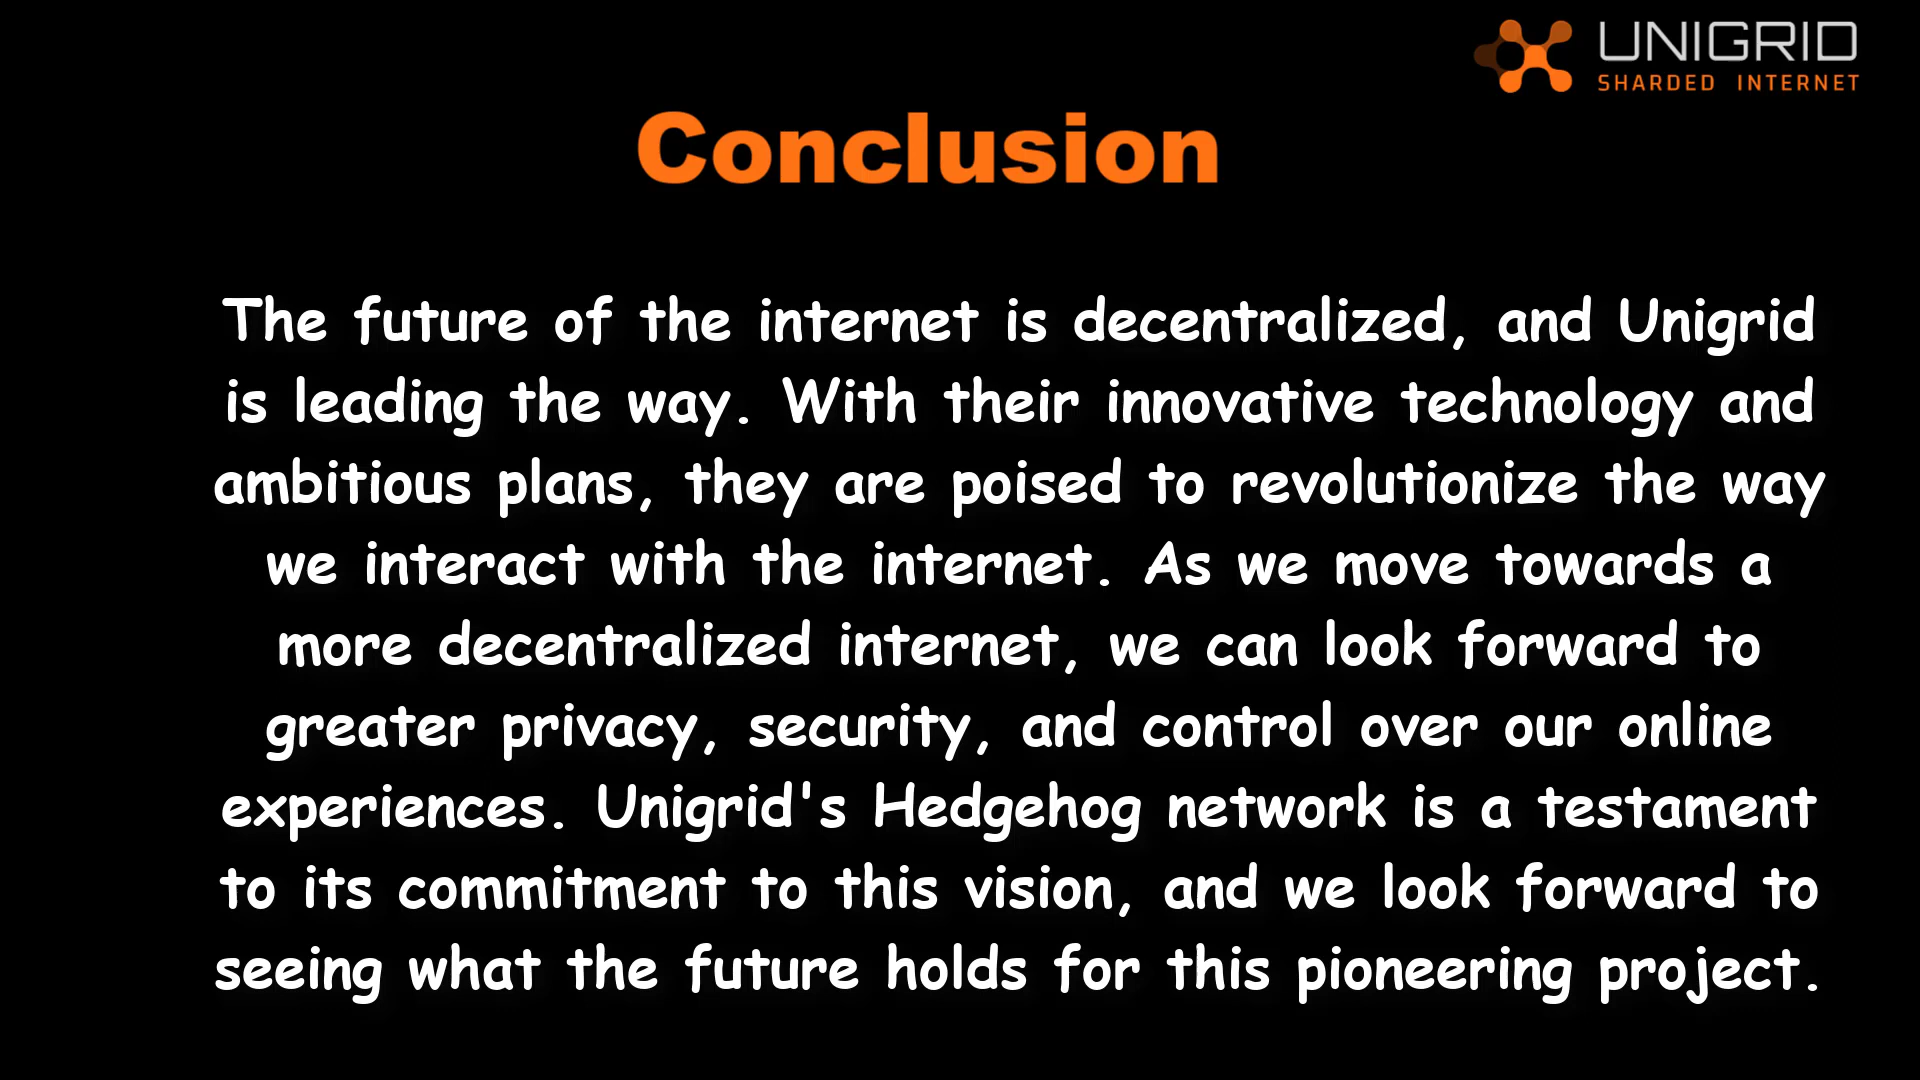 UNIGRID
SHARDED INTERNET
Conclusion
The future of the internet is decentralized, and Unigrid
is leading the way. With their innovative technology and
ambitious plans, they are poised to revolutionize the way
we interact with the internet. As we move towards a
more decentralized internet, we can look forward to
greater privacy, security, and control over our online
experiences. Unigrid's Hedgehog network is a testament
to its commitment to this vision, and we look forward to
seeing what the future holds for this pioneering project.